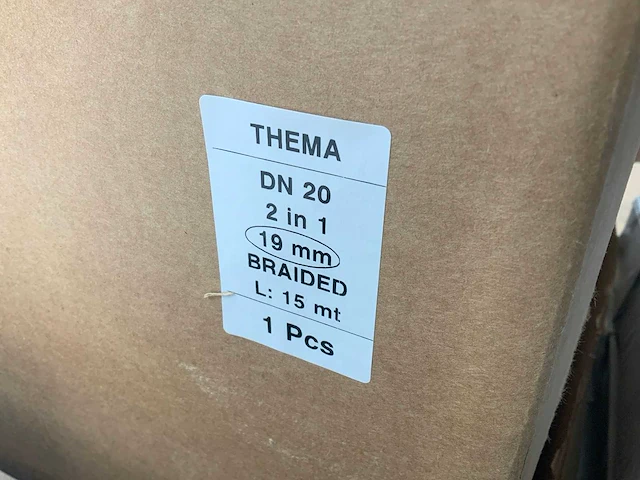 THEMA
DN 20
2 in 1
19 mm
BRAIDED
L: 15 mt
1 Pcs